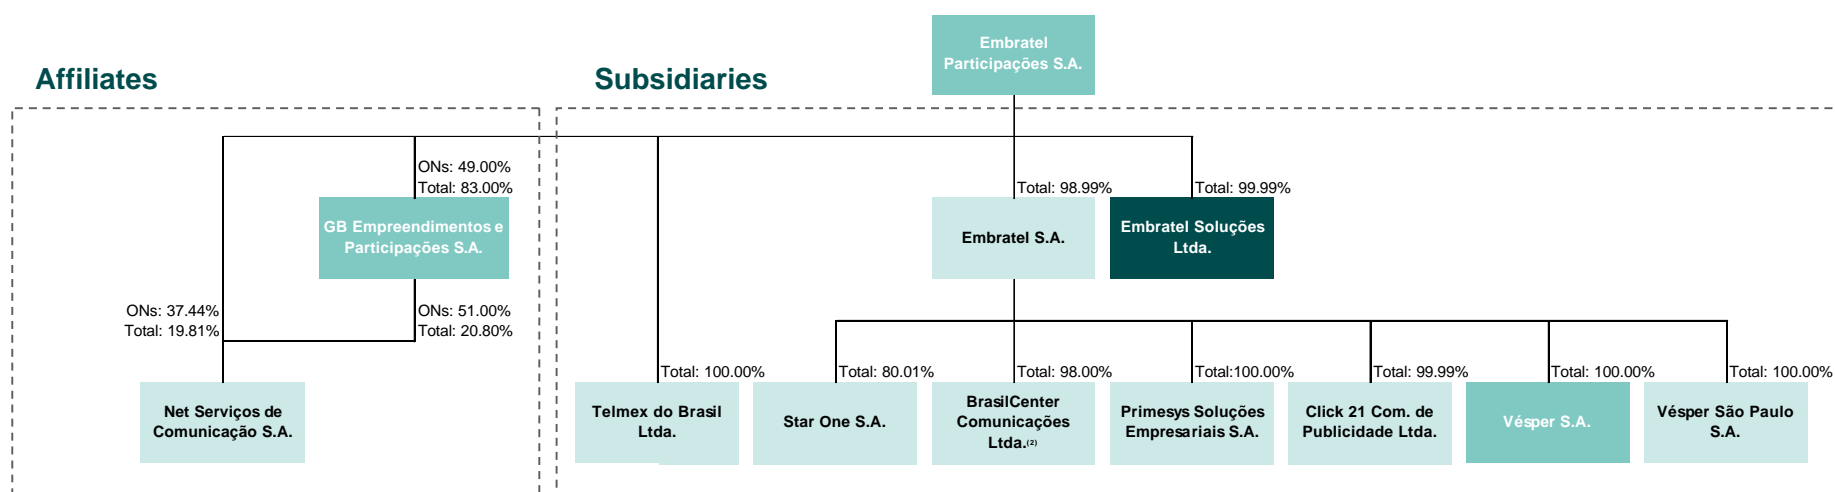 Embratel
Participações S.A.
Affiliates
Subsidiaries
ONs: 49.00%
Total: 83.00%
Total: 98.99%
Total: 99.99%
GB Empreendimentos e
Participações S.A.
Embratel S.A.
Embratel Soluções
Ltda.
ONs: 37.44%
Total: 19.81%
ONs: 51.00%
Total: 20.80%
Total: 100.00%
Total: 80.01%
Total: 98.00%
Total:100.00%
Total: 99.99%
Total: 100.00%
Total: 100.00%
Net Serviços de
Comunicação S.A.
Telmex do Brasil
Ltda.
Star One S.A.
BrasilCenter
Comunicações
Ltda.(2)
Primesys Soluções
Empresariais S.A.
Click 21 Com. de
Publicidade Ltda.
Vésper S.A.
Vésper São Paulo
S.A.